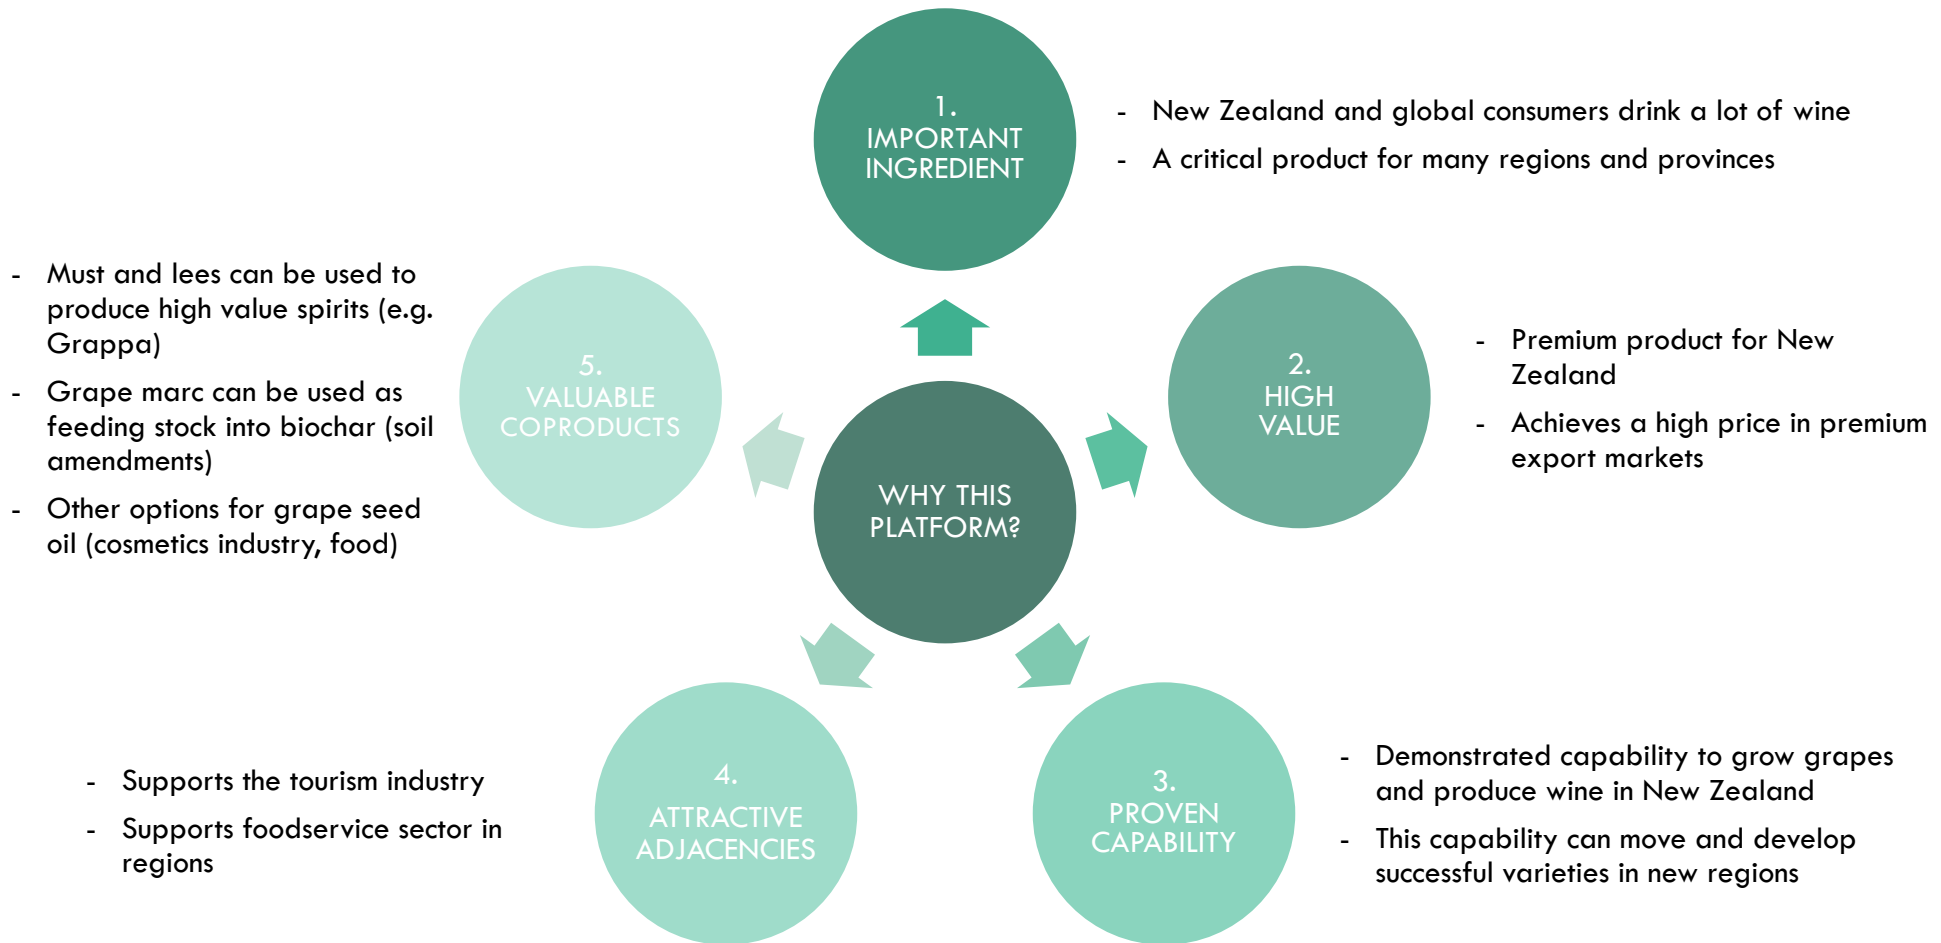 1.
IMPORTANT
INGREDIENT
- New Zealand and global consumers drink a lot of wine
- A critical product for many regions and provinces
2.
HIGH
VALUE
- Premium product for New
Zealand
- Achieves a high price in premium
export markets
WHY THIS
PLATFORM?
3.
PROVEN
CAPABILITY
- Demonstrated capability to grow grapes
and produce wine in New Zealand
- This capability can move and develop
successful varieties in new regions
4.
ATTRACTIVE
ADJACENCIES
- Supports the tourism industry
- Supports foodservice sector in
regions
5.
VALUABLE
COPRODUCTS
- Must and lees can be used to
produce high value spirits (e.g.
Grappa)
- Grape marc can be used as
feeding stock into biochar (soil
amendments)
- Other options for grape seed
oil (cosmetics industry, food)